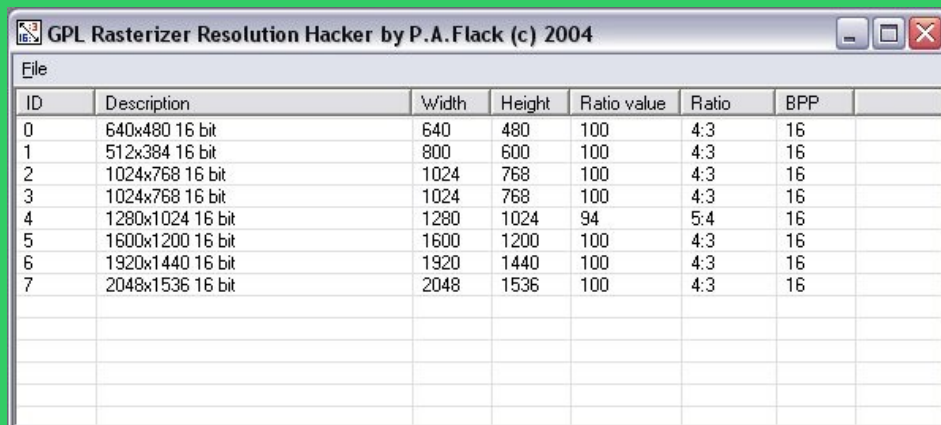 GPL Rasterizer Resolution Hacker by P.A.Flack (c) 2004
File
ID Description Width Height Ratio value Ratio BPP
0 640x480 16 bit 640 480 100 4:3 16
1 512x384 16 bit 800 600 100 4:3 16
2 1024x768 16 bit 1024 768 100 4:3 16
3 1024x768 16 bit 1024 768 100 4:3 16
4 1280x1024 16 bit 1280 1024 94 5:4 16
5 1600x1200 16 bit 1600 1200 100 4:3 16
6 1920x1440 16 bit 1920 1440 100 4:3 16
7 2048x1536 16 bit 2048 1536 100 4:3 16